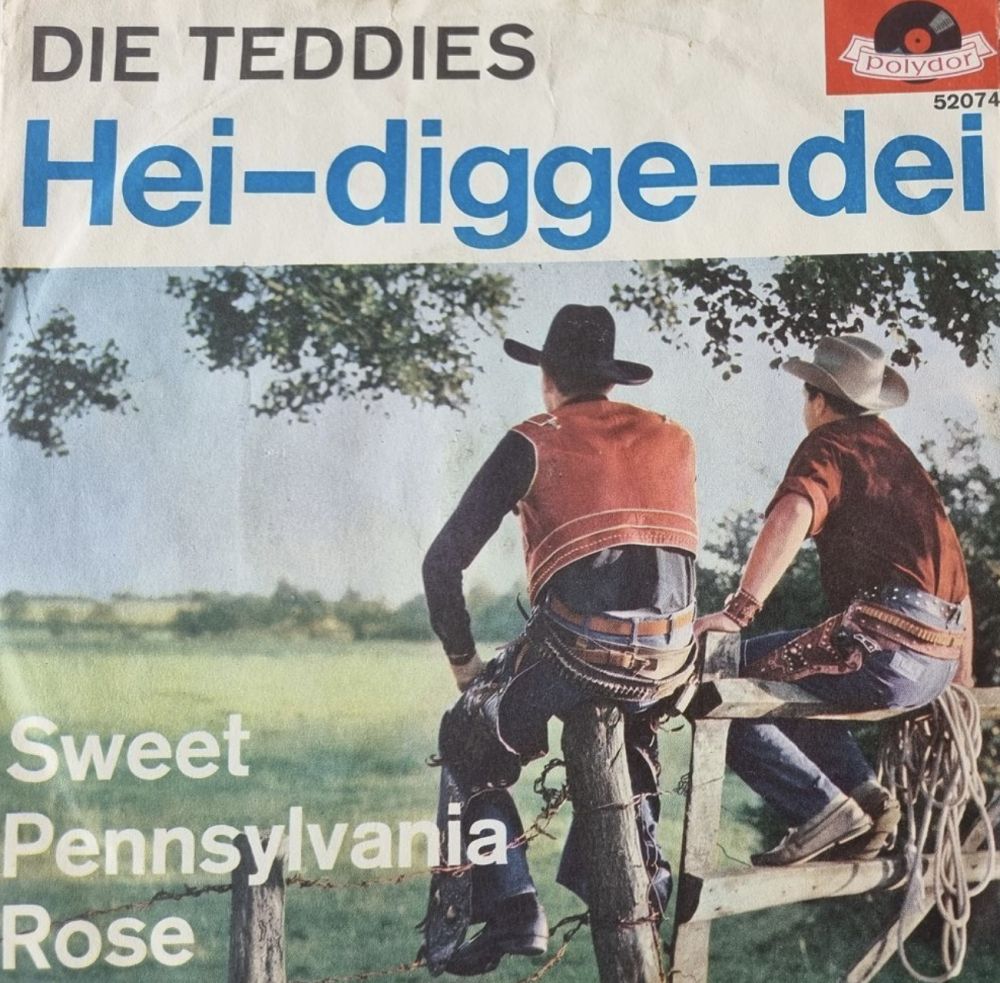 DIE TEDDIES
polydor
52074
Hei-digge-dei
Sweet
Pennsylvania
Rose